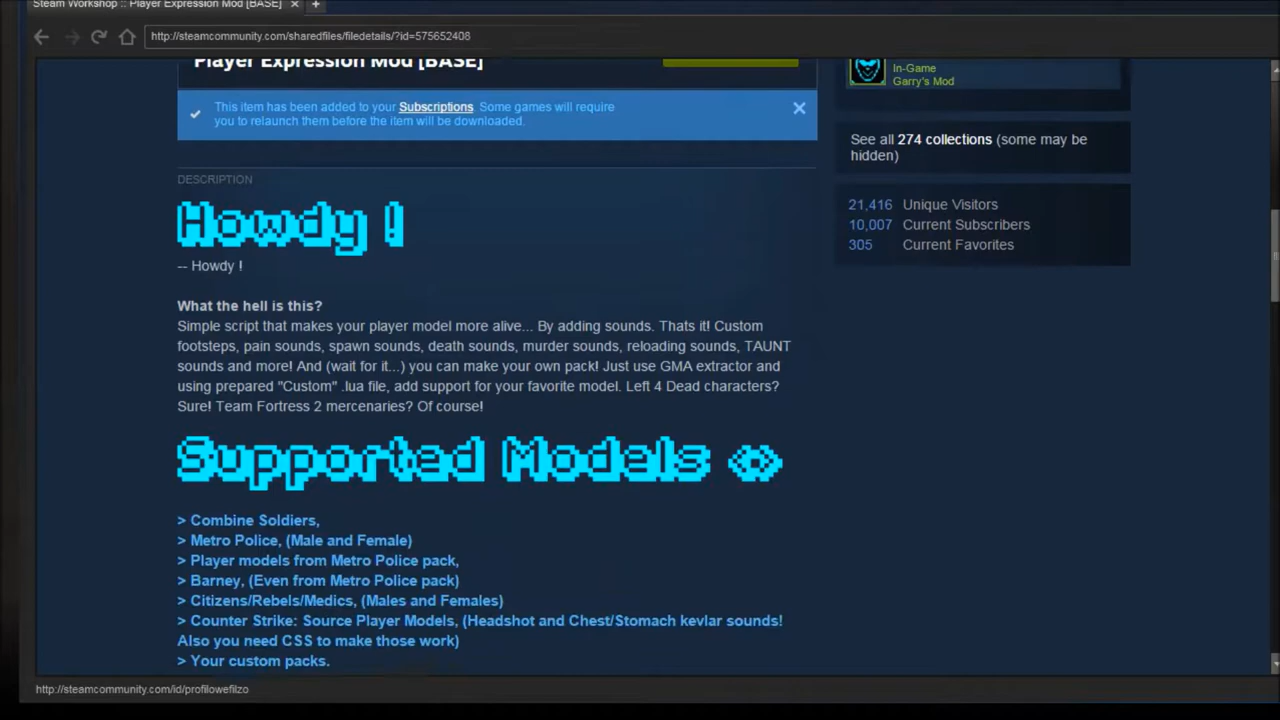 Steam Workshop :: Player Expression Mod [BASE]
http://steamcommunity.com/sharedfiles/filedetails/?id=575652408
Player Expression Mod [BASE]
This item has been added to your Subscriptions. Some games will require
you to relaunch them before the item will be downloaded.
In-Game
Garry's Mod
See all 274 collections (some may be
hidden)
21,416 Unique Visitors
10,007 Current Subscribers
305 Current Favorites
DESCRIPTION
Howdy !
-- Howdy !
What the hell is this?
Simple script that makes your player model more alive... By adding sounds. Thats it! Custom
footsteps, pain sounds, spawn sounds, death sounds, murder sounds, reloading sounds, TAUNT
sounds and more! And (wait for it...) you can make your own pack! Just use GMA extractor and
using prepared "Custom" .lua file, add support for your favorite model. Left 4 Dead characters?
Sure! Team Fortress 2 mercenaries? Of course!
Supported Models <o>
> Combine Soldiers,
> Metro Police, (Male and Female)
> Player models from Metro Police pack,
> Barney, (Even from Metro Police pack)
> Citizens/Rebels/Medics, (Males and Females)
> Counter Strike: Source Player Models, (Headshot and Chest/Stomach kevlar sounds!
Also you need CSS to make those work)
> Your custom packs.
http://steamcommunity.com/id/profilowefilzo